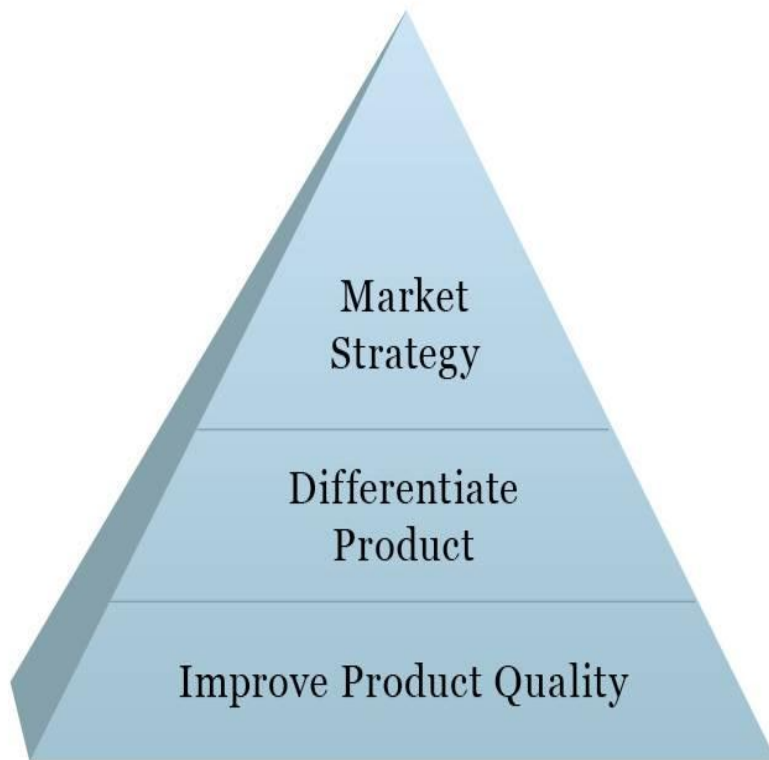 Market
Strategy
Differentiate
Product
Improve Product Quality